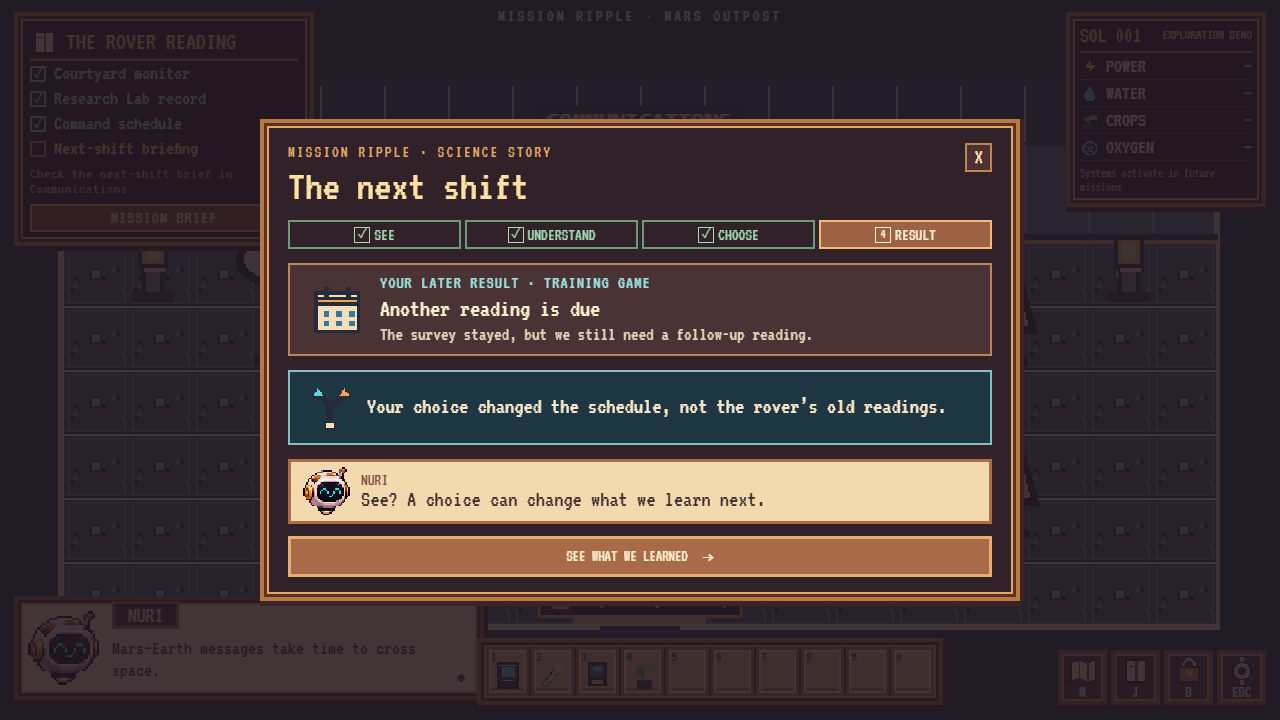 MISSION RIPPLE · MARS OUTPOST
THE ROVER READING
Courtyard monitor
Research Lab record
Command schedule
Next-shift briefing
Check the next-shift brief in
Communications
MISSION BRIEF
SOL 001 EXPLORATION DEMO
POWER —
WATER —
CROPS —
OXYGEN —
Systems activate in future
missions
COMMUNICATIONS
MISSION RIPPLE · SCIENCE STORY
X
The next shift
SEE
UNDERSTAND
CHOOSE
4 RESULT
YOUR LATER RESULT · TRAINING GAME
Another reading is due
The survey stayed, but we still need a follow-up reading.
Your choice changed the schedule, not the rover's old readings.
NURI
See? A choice can change what we learn next.
SEE WHAT WE LEARNED →
NURI
Mars-Earth messages take time to cross
space.
1 2 3 4 5 6 7 8 9 0
M J B ESC